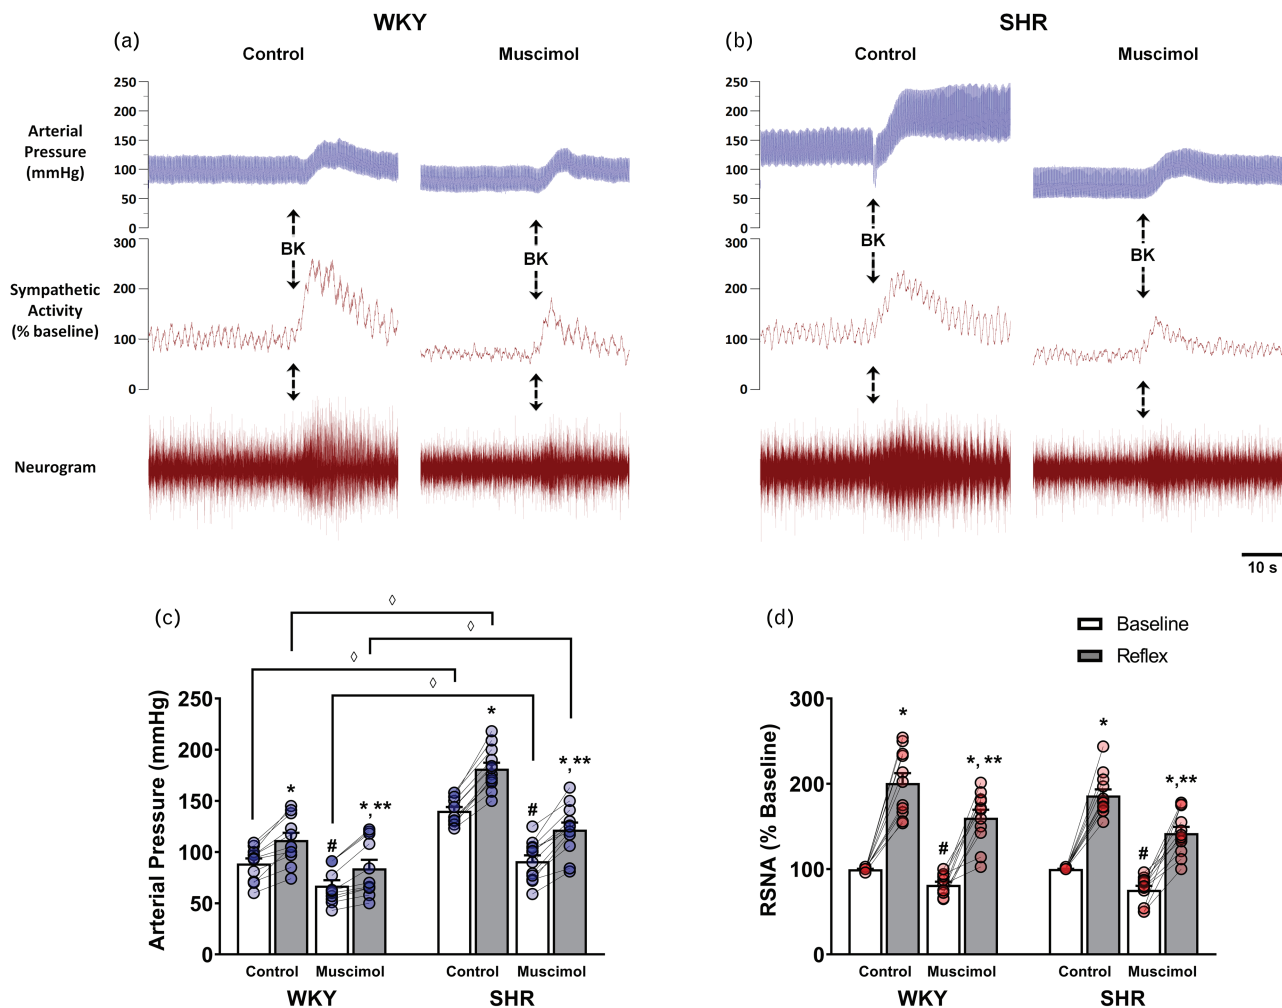 WKY
SHR
(a)
(b)
Control
Muscimol
Control
Muscimol
Arterial
Pressure
(mmHg)
250
200
150
100
50
0
250
200
150
100
50
0
BK
BK
BK
BK
Sympathetic
Activity
(% baseline)
300
200
100
0
300
200
100
0
Neurogram
10 s
(c)
◊
◊
◊
◊
Arterial Pressure (mmHg)
250
200
150
100
50
0
*
#
*,**
*
#
*,**
Control
Muscimol
Control
Muscimol
WKY
SHR
(d)
Baseline
Reflex
RSNA (% Baseline)
300
200
100
0
*
#
*, **
*
#
*,**
Control
Muscimol
Control
Muscimol
WKY
SHR